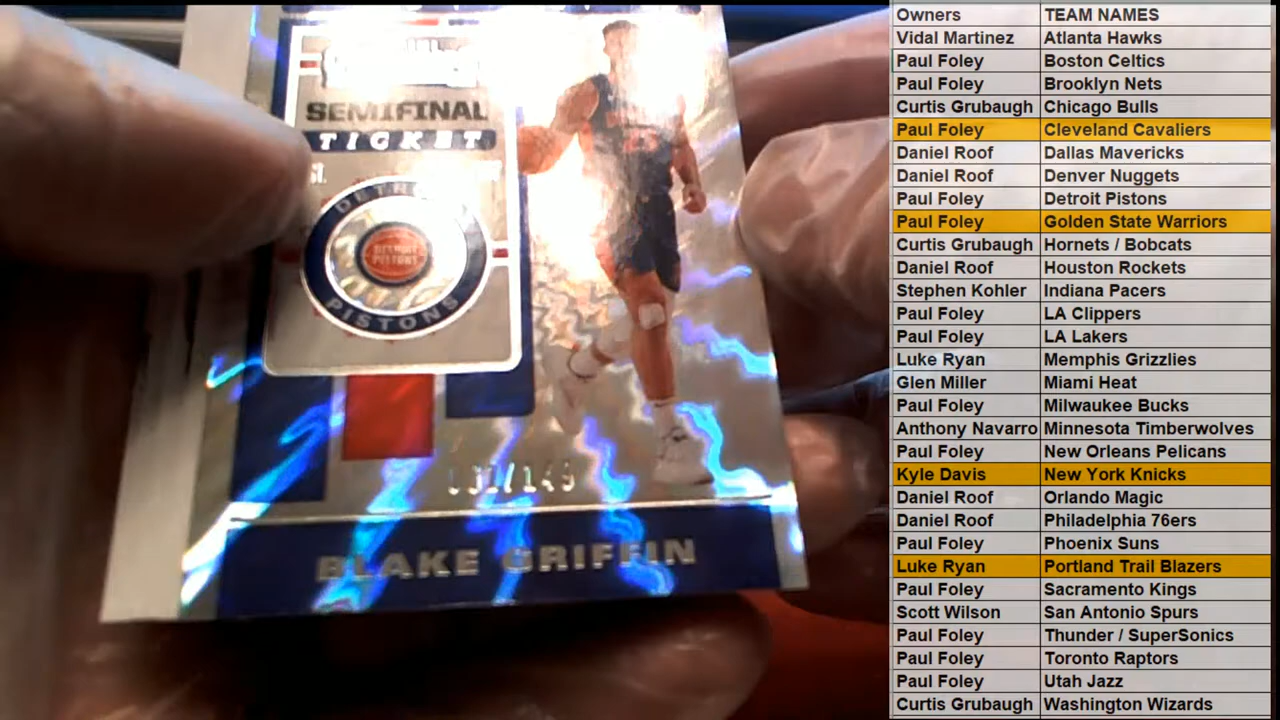 SEMIFINAL
TICKET
DETROIT
DETROIT
PISTONS
PISTONS
/149
BLAKE GRIFFIN
Owners TEAM NAMES
Vidal Martinez Atlanta Hawks
Paul Foley Boston Celtics
Paul Foley Brooklyn Nets
Curtis Grubaugh Chicago Bulls
Paul Foley Cleveland Cavaliers
Daniel Roof Dallas Mavericks
Daniel Roof Denver Nuggets
Paul Foley Detroit Pistons
Paul Foley Golden State Warriors
Curtis Grubaugh Hornets / Bobcats
Daniel Roof Houston Rockets
Stephen Kohler Indiana Pacers
Paul Foley LA Clippers
Paul Foley LA Lakers
Luke Ryan Memphis Grizzlies
Glen Miller Miami Heat
Paul Foley Milwaukee Bucks
Anthony Navarro Minnesota Timberwolves
Paul Foley New Orleans Pelicans
Kyle Davis New York Knicks
Daniel Roof Orlando Magic
Daniel Roof Philadelphia 76ers
Paul Foley Phoenix Suns
Luke Ryan Portland Trail Blazers
Paul Foley Sacramento Kings
Scott Wilson San Antonio Spurs
Paul Foley Thunder / SuperSonics
Paul Foley Toronto Raptors
Paul Foley Utah Jazz
Curtis Grubaugh Washington Wizards